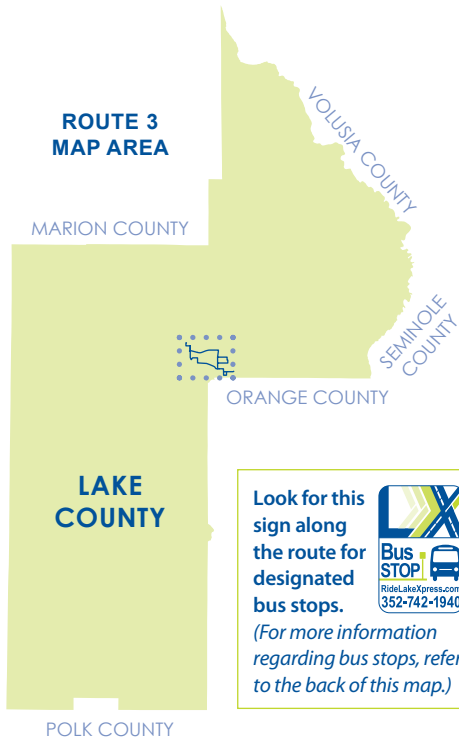 ROUTE 3
MAP AREA
VOLUSIA COUNTY
MARION COUNTY
SEMINOLE
COUNTY
ORANGE COUNTY
LAKE
COUNTY
Look for this
sign along
the route for
designated
bus stops.
(For more information
regarding bus stops, refer
to the back of this map.)
LX
Bus
STOP
RideLakeXpress.com
352-742-1940
POLK COUNTY